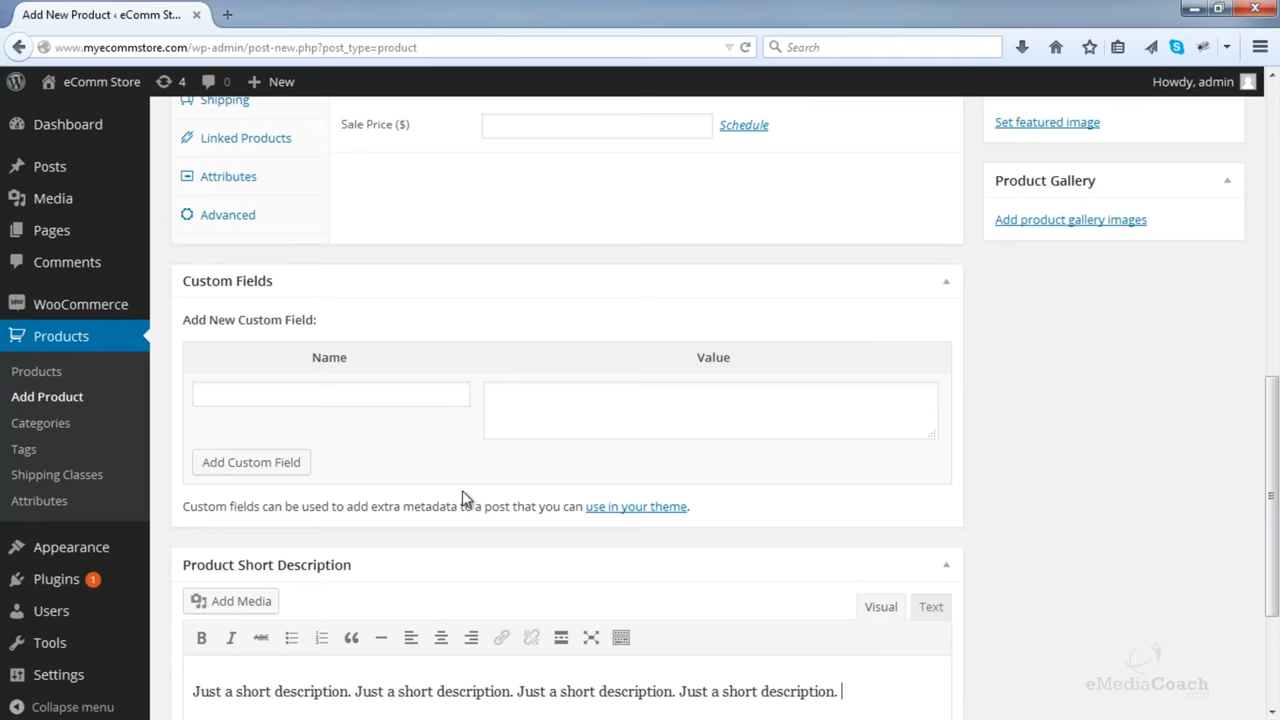 Add New Product ‹ eComm St...
www.myecommstore.com/wp-admin/post-new.php?post_type=product
Search
eComm Store
4
0
New
Howdy, admin
Dashboard
Posts
Media
Pages
Comments
WooCommerce
Products
Products
Add Product
Categories
Tags
Shipping Classes
Attributes
Appearance
Plugins 1
Users
Tools
Settings
Collapse menu
Shipping
Linked Products
Attributes
Advanced
Sale Price ($)
Schedule
Custom Fields
Add New Custom Field:
Name Value
Add Custom Field
Custom fields can be used to add extra metadata to a post that you can use in your theme.
Product Short Description
Add Media
Visual Text
B I ABC
Just a short description. Just a short description. Just a short description. Just a short description.
Set featured image
Product Gallery
Add product gallery images
eMediaCoach
.com